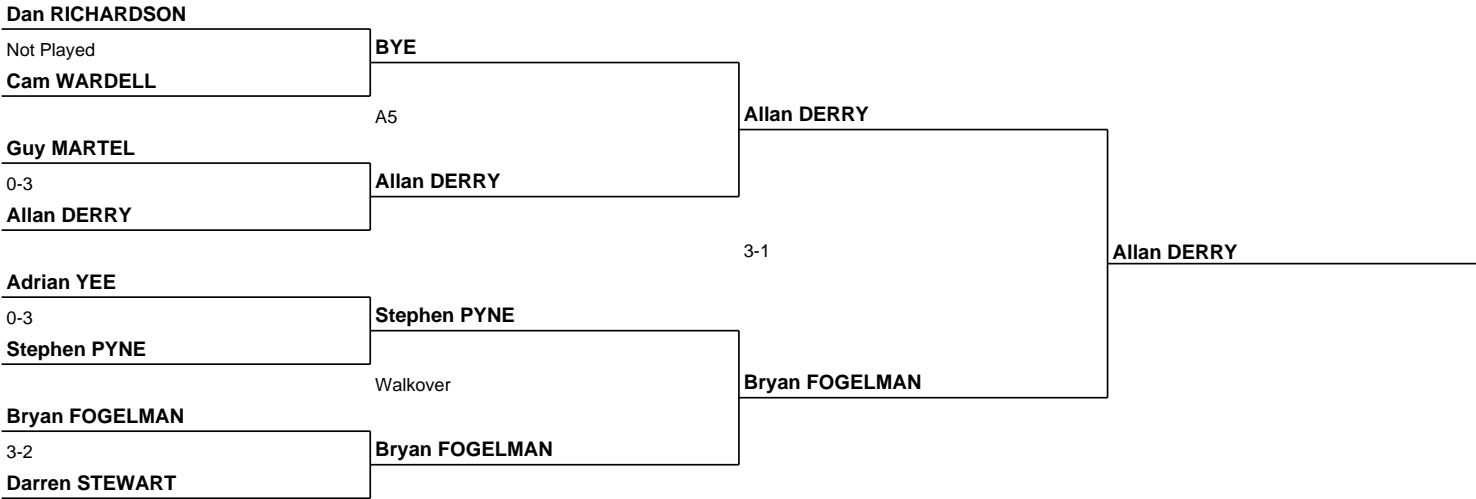 Dan RICHARDSON
Not Played
BYE
Cam WARDELL
A5
Allan DERRY
Guy MARTEL
0-3
Allan DERRY
Allan DERRY
3-1
Allan DERRY
Adrian YEE
0-3
Stephen PYNE
Stephen PYNE
Walkover
Bryan FOGELMAN
Bryan FOGELMAN
3-2
Bryan FOGELMAN
Darren STEWART